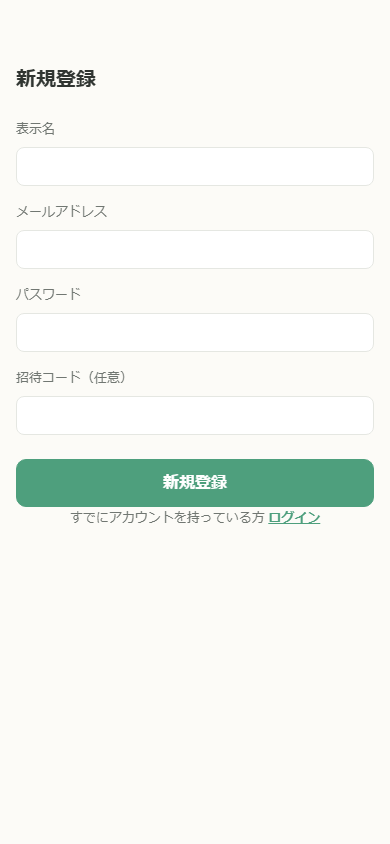 新規登録
表示名
メールアドレス
パスワード
招待コード（任意）
新規登録
すでにアカウントを持っている方 ログイン